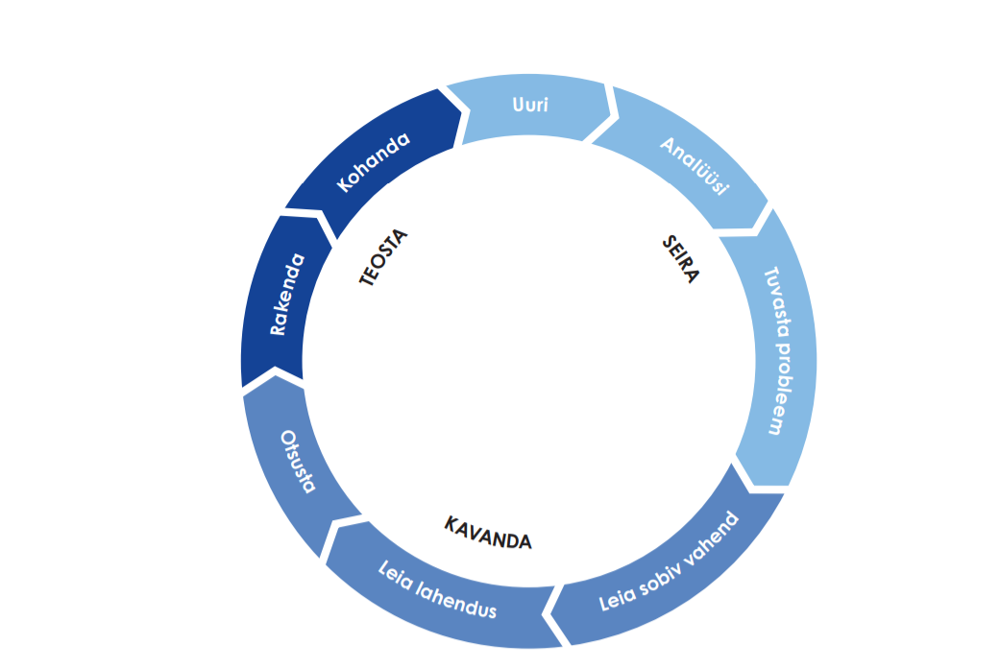 Uuri
Analüüsi
Tuvasta probleem
Leia sobiv vahend
Leia lahendus
Otsusta
Rakenda
Kohanda
SEIRA
KAVANDA
TEOSTA